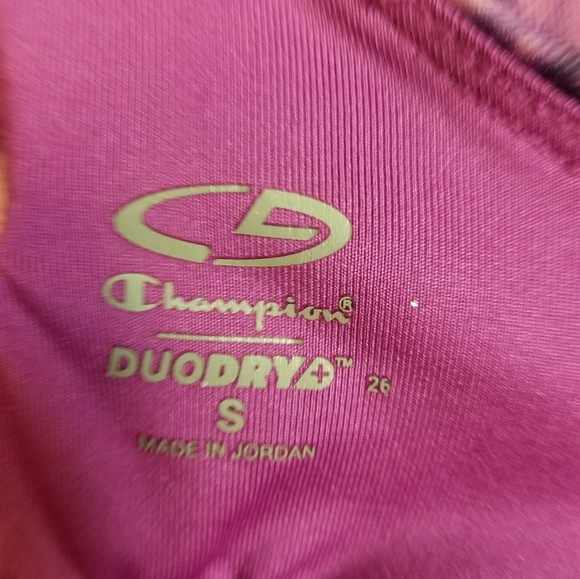 Champion®
DUODRY+™ 26
S
MADE IN JORDAN